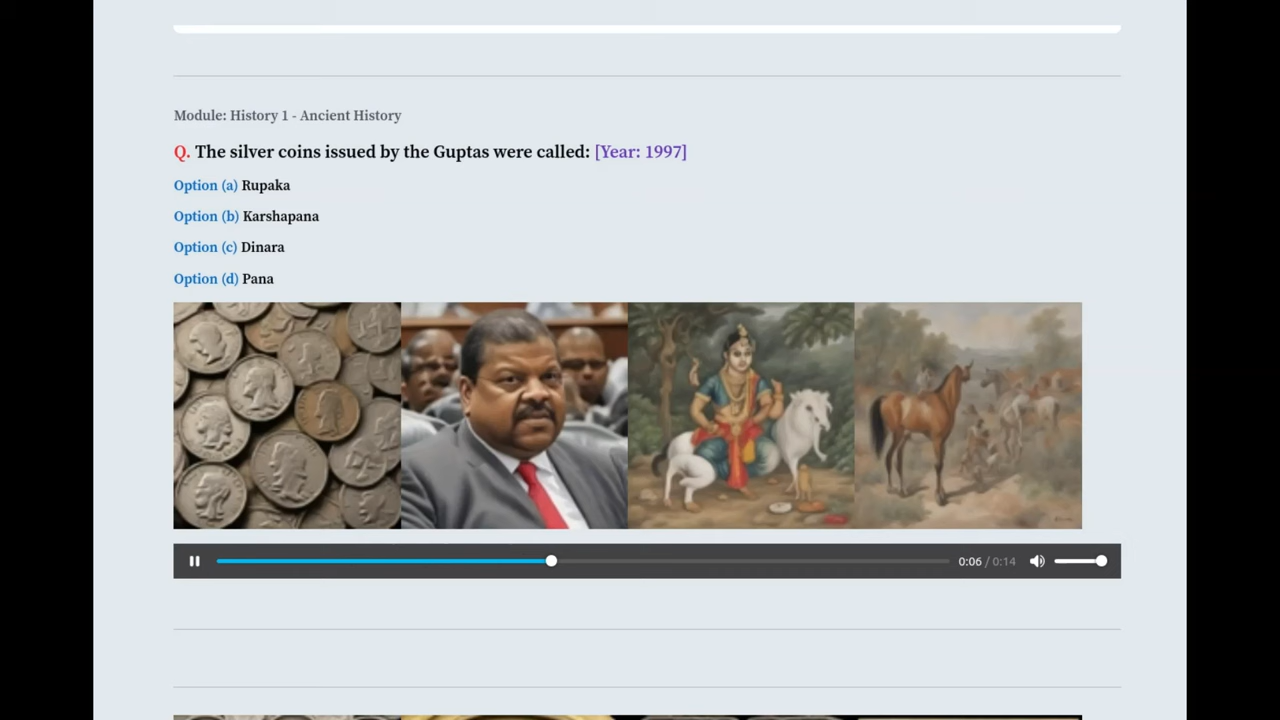 Module: History 1 - Ancient History
Q. The silver coins issued by the Guptas were called: [Year: 1997]
Option (a) Rupaka
Option (b) Karshapana
Option (c) Dinara
Option (d) Pana
0:06 / 0:14